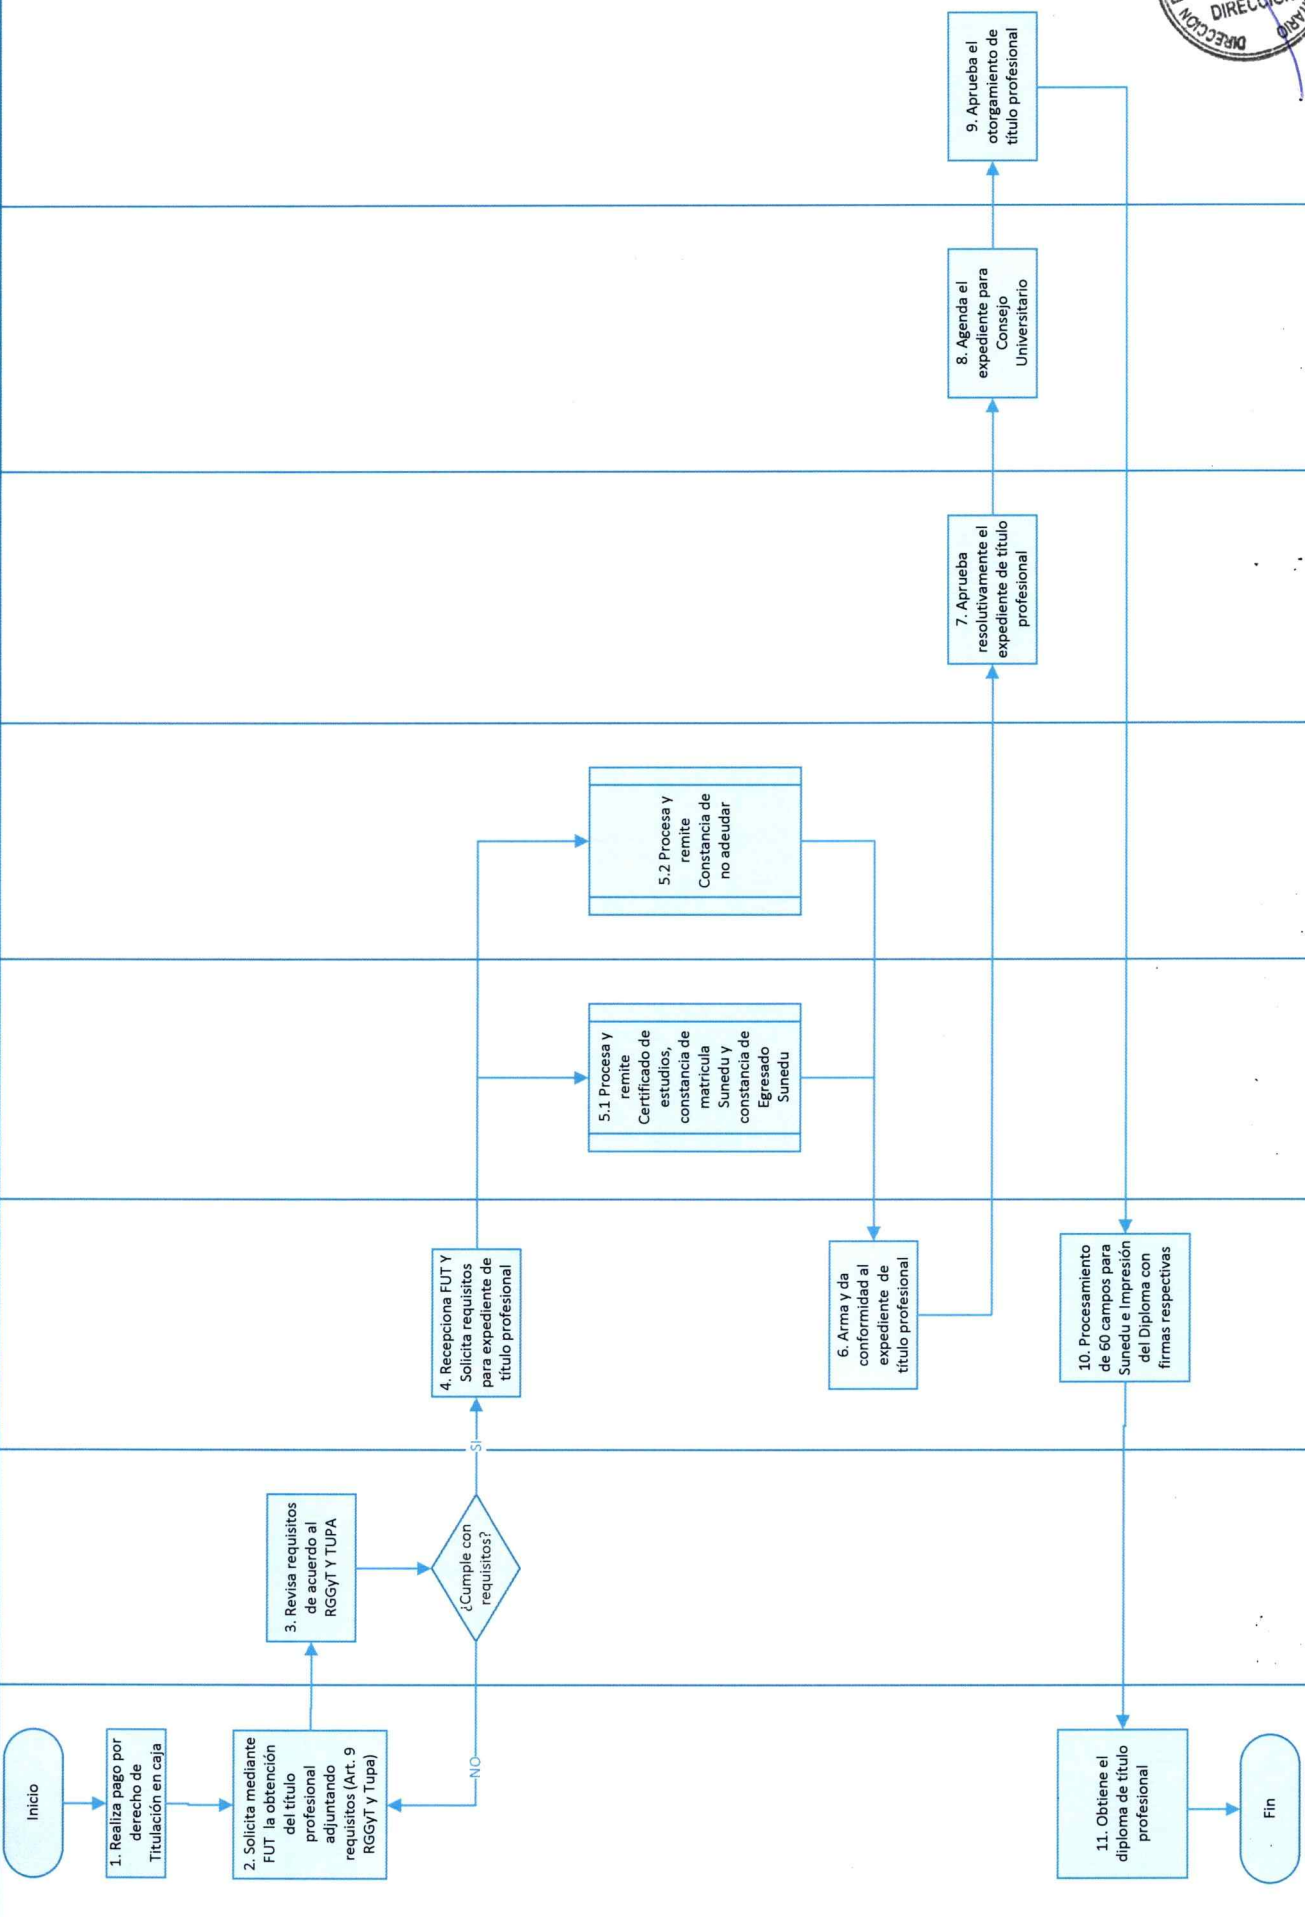 Inicio
1. Realiza pago por
derecho de
Titulación en caja
2. Solicita mediante
FUT la obtención
del título
profesional
adjuntando
requisitos (Art. 9
RGGyT y Tupa)
3. Revisa requisitos
de acuerdo al
RGGyT Y TUPA
¿Cumple con
requisitos?
NO
SI
4. Recepciona FUT Y
Solicita requisitos
para expediente de
título profesional
5.1 Procesa y
remite
Certificado de
estudios,
constancia de
matricula
Sunedu y
constancia de
Egresado
Sunedu
5.2 Procesa y
remite
Constancia de
no adeudar
6. Arma y da
conformidad al
expediente de
título profesional
7. Aprueba
resolutivamente el
expediente de título
profesional
8. Agenda el
expediente para
Consejo
Universitario
9. Aprueba el
otorgamiento de
título profesional
10. Procesamiento
de 60 campos para
Sunedu e Impresión
del Diploma con
firmas respectivas
11. Obtiene el
diploma de título
profesional
Fin
DIRECCION